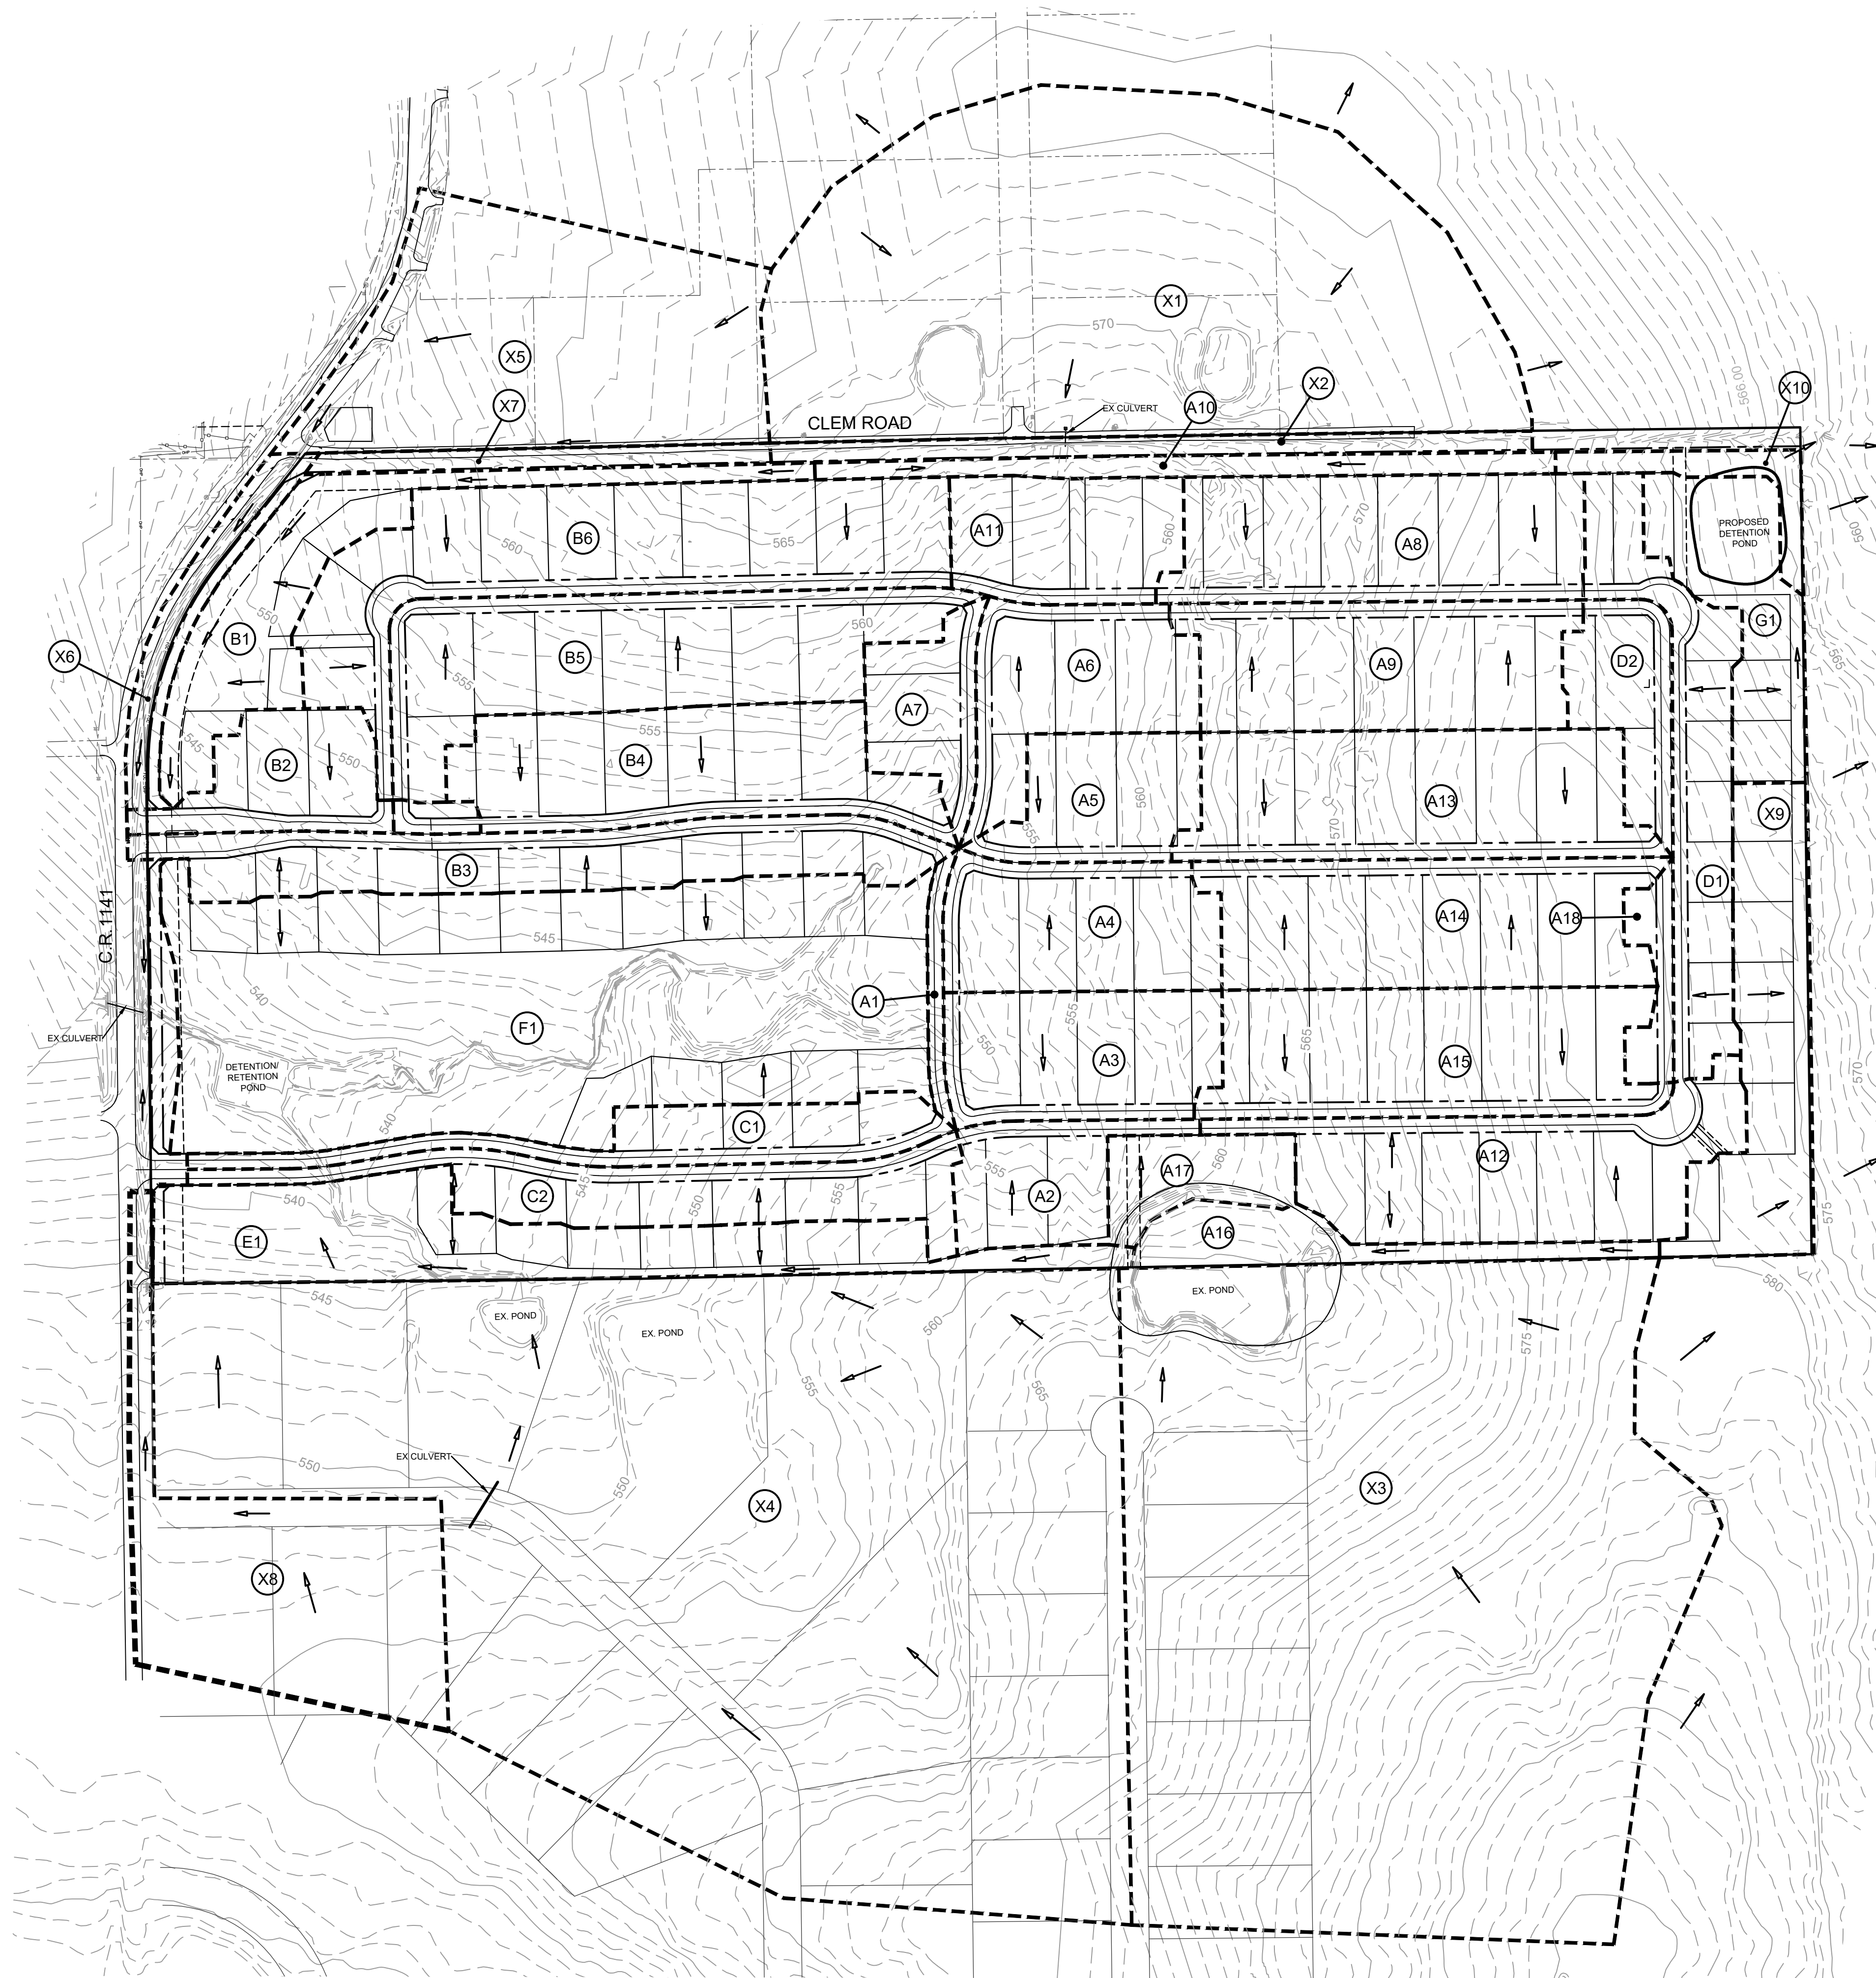 X1
570
X5
X2
X10
566.00
X7
A10
EX CULVERT
CLEM ROAD
560
565
570
PROPOSED
DETENTION
POND
B6
A11
560
A8
560
550
B1
560
G1
X6
B5
A6
A9
D2
565
555
A7
545
555
B2
550
B4
A5
560
A13
X9
555
570
B3
D1
C.R. 1141
A4
A14
A18
545
540
A1
555
F1
EX CULVERT
550
565
A3
A15
570
DETENTION/
RETENTION
POND
540
C1
A12
555
A17
560
C2
545
550
555
A2
540
575
E1
A16
580
545
EX. POND
EX. POND
EX. POND
560
575
555
565
EX CULVERT
550
550
X4
X3
X8